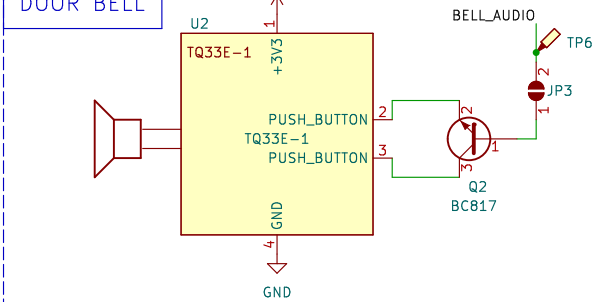 DOOR BELL
U2
TQ33E-1
1
+3V3
BELL_AUDIO
TP6
2
JP3
1
PUSH_BUTTON 2
TQ33E-1
PUSH_BUTTON 3
2
1
3
Q2
BC817
GND
4
GND